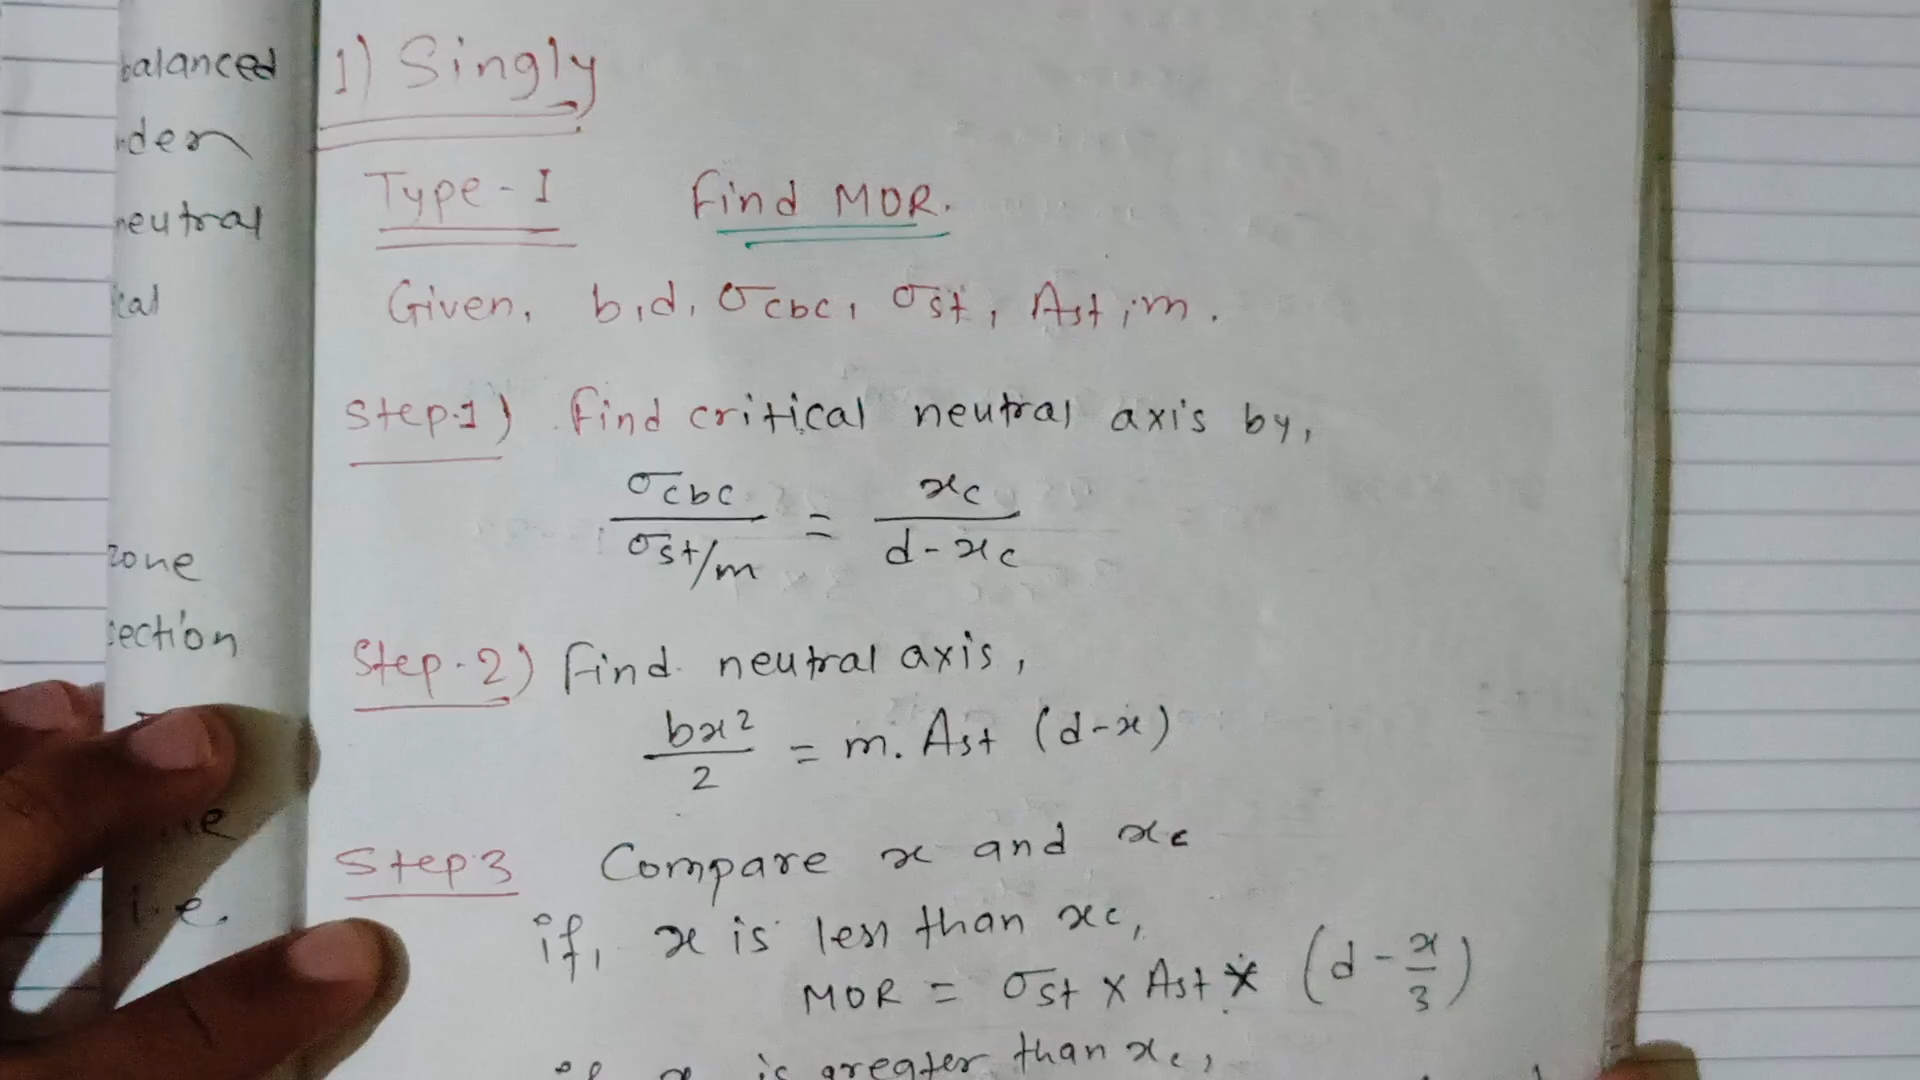 balanced
neutral
zone
section
i.e.
1) Singly
Type-I Find MOR.
Given, b,d, σcbc, σst, Ast, m.
Step.1) Find critical neutral axis by,
σcbc / σst/m = xc / d-xc
Step.2) Find neutral axis,
bx² / 2 = m. Ast (d-x)
Step.3 Compare x and xc
if, x is less than xc,
MOR = σst × Ast × (d - x/3)
if x is greater than xc,